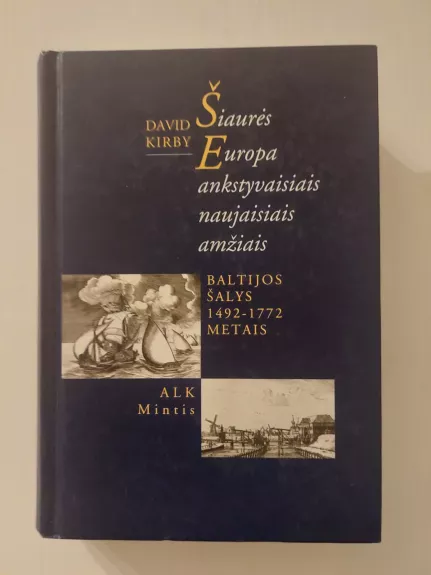 DAVID
KIRBY
Šiaurės
Europa
ankstyvaisiais
naujaisiais
amžiais
BALTIJOS
ŠALYS
1492-1772
METAIS
ALK
Mintis